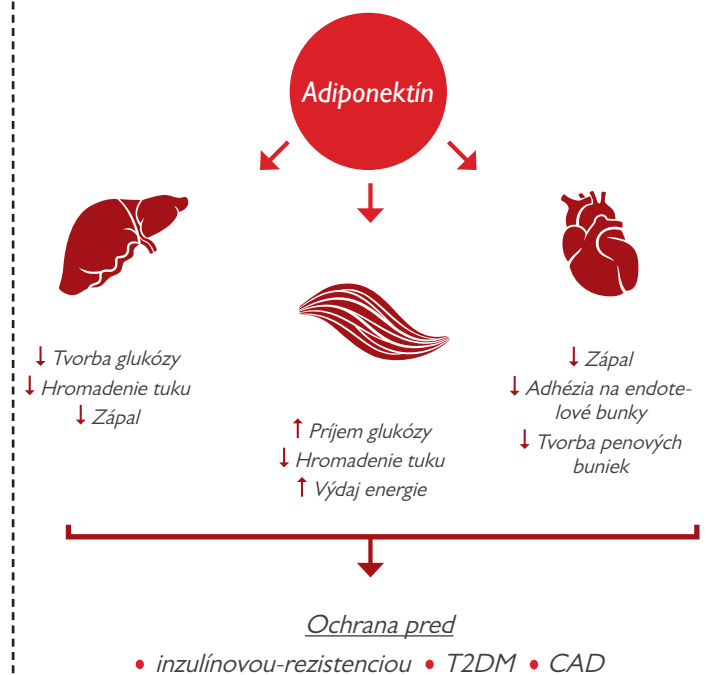 Adiponektín
↓ Tvorba glukózy
↓ Hromadenie tuku
↓ Zápal
↑ Príjem glukózy
↓ Hromadenie tuku
↑ Výdaj energie
↓ Zápal
↓ Adhézia na endote-
lové bunky
↓ Tvorba penových
buniek
Ochrana pred
• inzulínovou-rezistenciou • T2DM • CAD